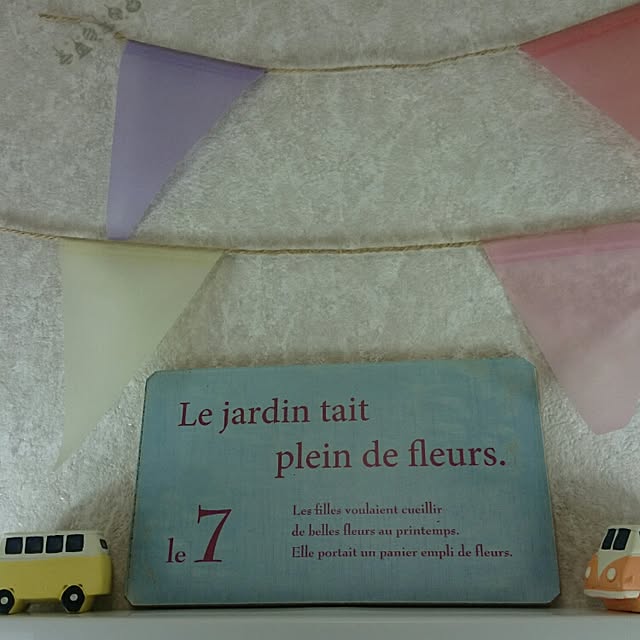 Le jardin tait
plein de fleurs.
le 7
Les filles voulaient cueillir
de belles fleurs au printemps.
Elle portait un panier empli de fleurs.